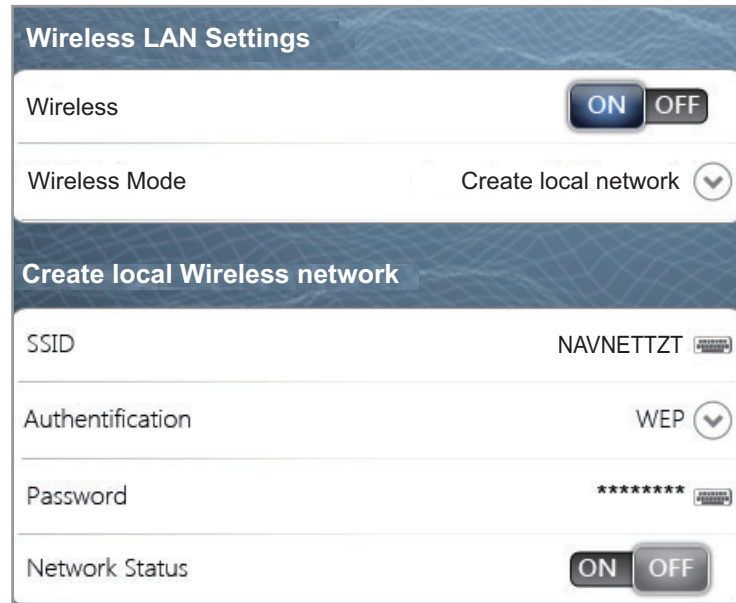 Wireless LAN Settings
Wireless ON OFF
Wireless Mode Create local network
Create local Wireless network
SSID NAVNETTZT
Authentification WEP
Password ********
Network Status ON OFF